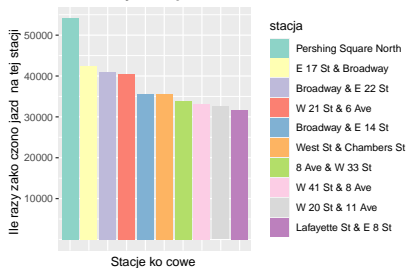 stacja
Pershing Square North
E 17 St & Broadway
Broadway & E 22 St
W 21 St & 6 Ave
Broadway & E 14 St
West St & Chambers St
8 Ave & W 33 St
W 41 St & 8 Ave
W 20 St & 11 Ave
Lafayette St & E 8 St
Ile razy zako czono jazd na tej stacji
50000
40000
30000
20000
10000
Stacje ko cowe